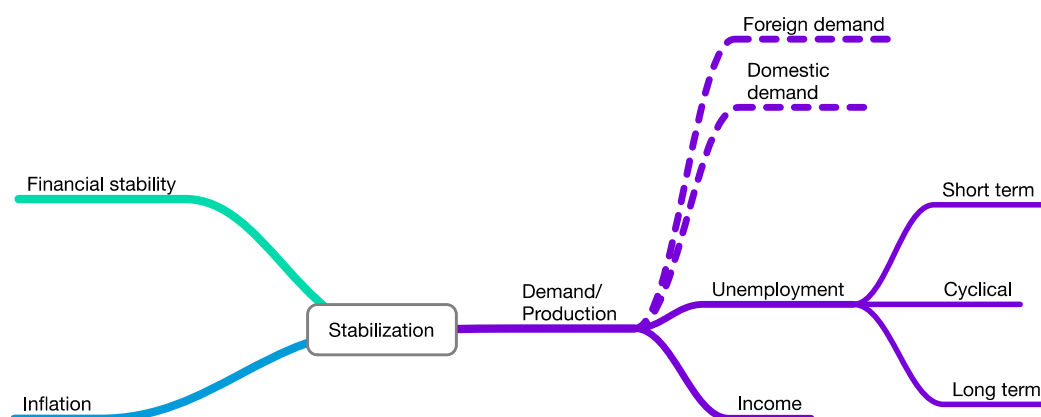 Foreign demand
Domestic
demand
Financial stability
Short term
Demand/
Production
Unemployment
Cyclical
Stabilization
Inflation
Income
Long term